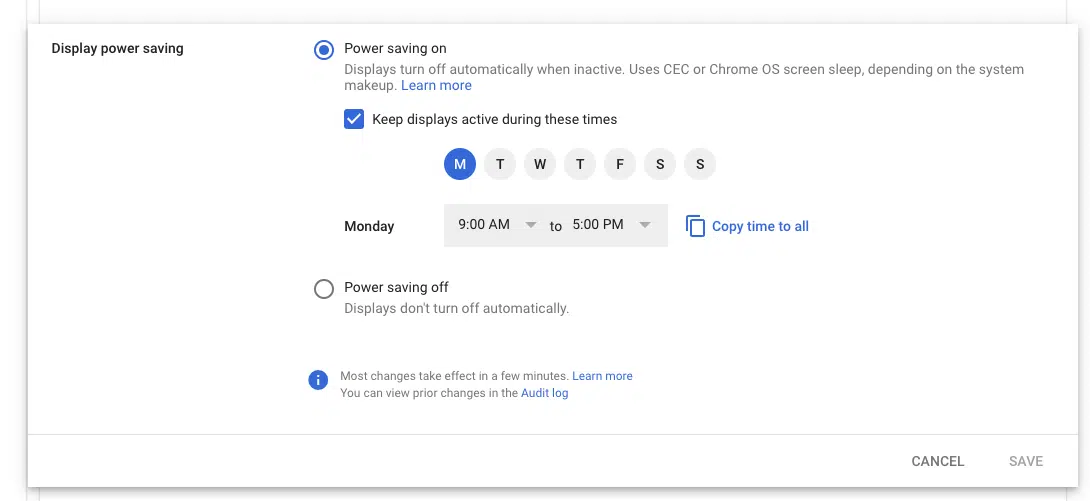 Display power saving
Power saving on
Displays turn off automatically when inactive. Uses CEC or Chrome OS screen sleep, depending on the system
makeup. Learn more
Keep displays active during these times
M T W T F S S
Monday 9:00 AM to 5:00 PM Copy time to all
Power saving off
Displays don't turn off automatically.
Most changes take effect in a few minutes. Learn more
You can view prior changes in the Audit log
CANCEL SAVE